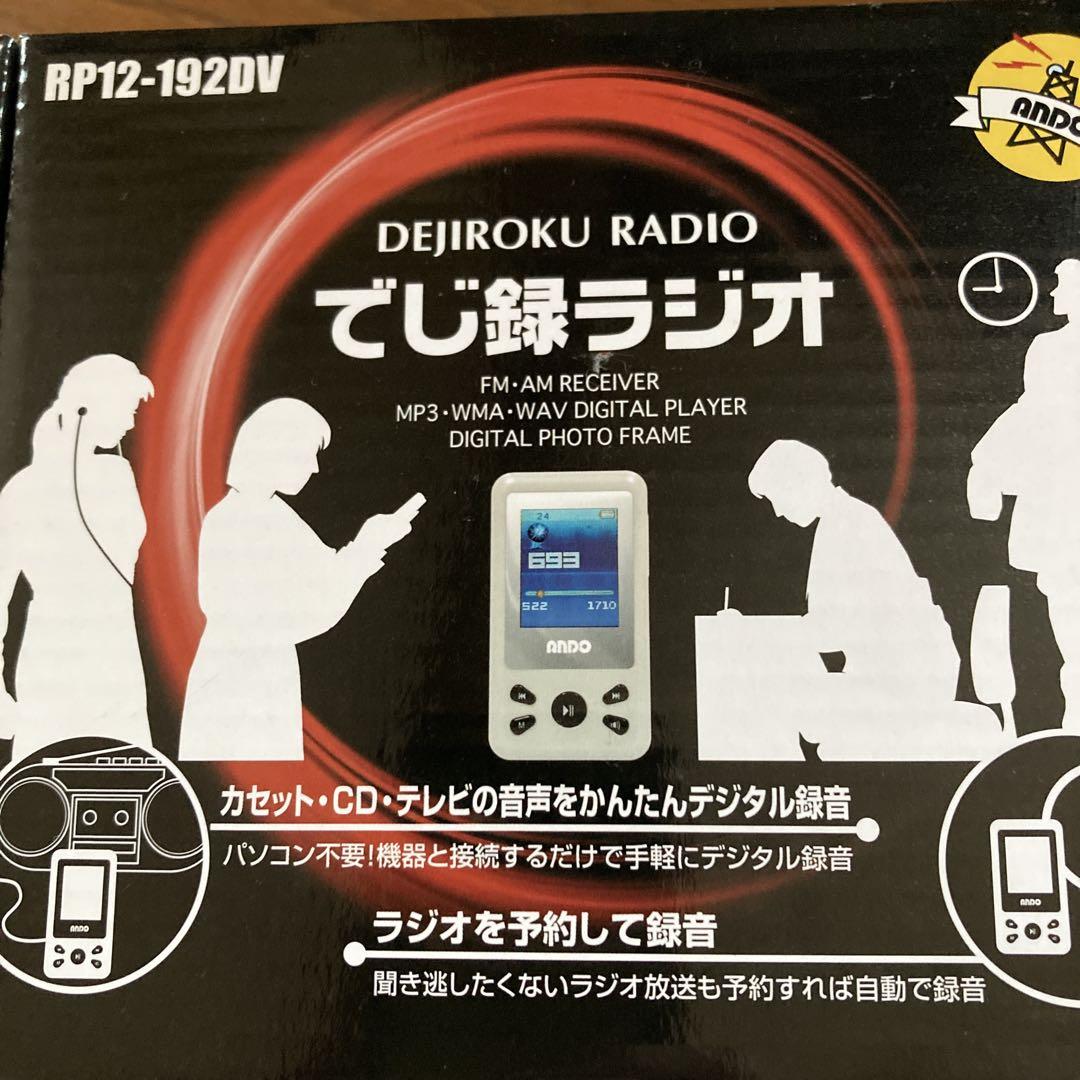 RP12-192DV
ANDO
DEJIROKU RADIO
でじ録ラジオ
FM・AM RECEIVER
MP3・WMA・WAV DIGITAL PLAYER
DIGITAL PHOTO FRAME
24
693
522 1710
ANDO
M
カセット・CD・テレビの音声をかんたんデジタル録音
パソコン不要!機器と接続するだけで手軽にデジタル録音
ANDO
ANDO
ラジオを予約して録音
聞き逃したくないラジオ放送も予約すれば自動で録音